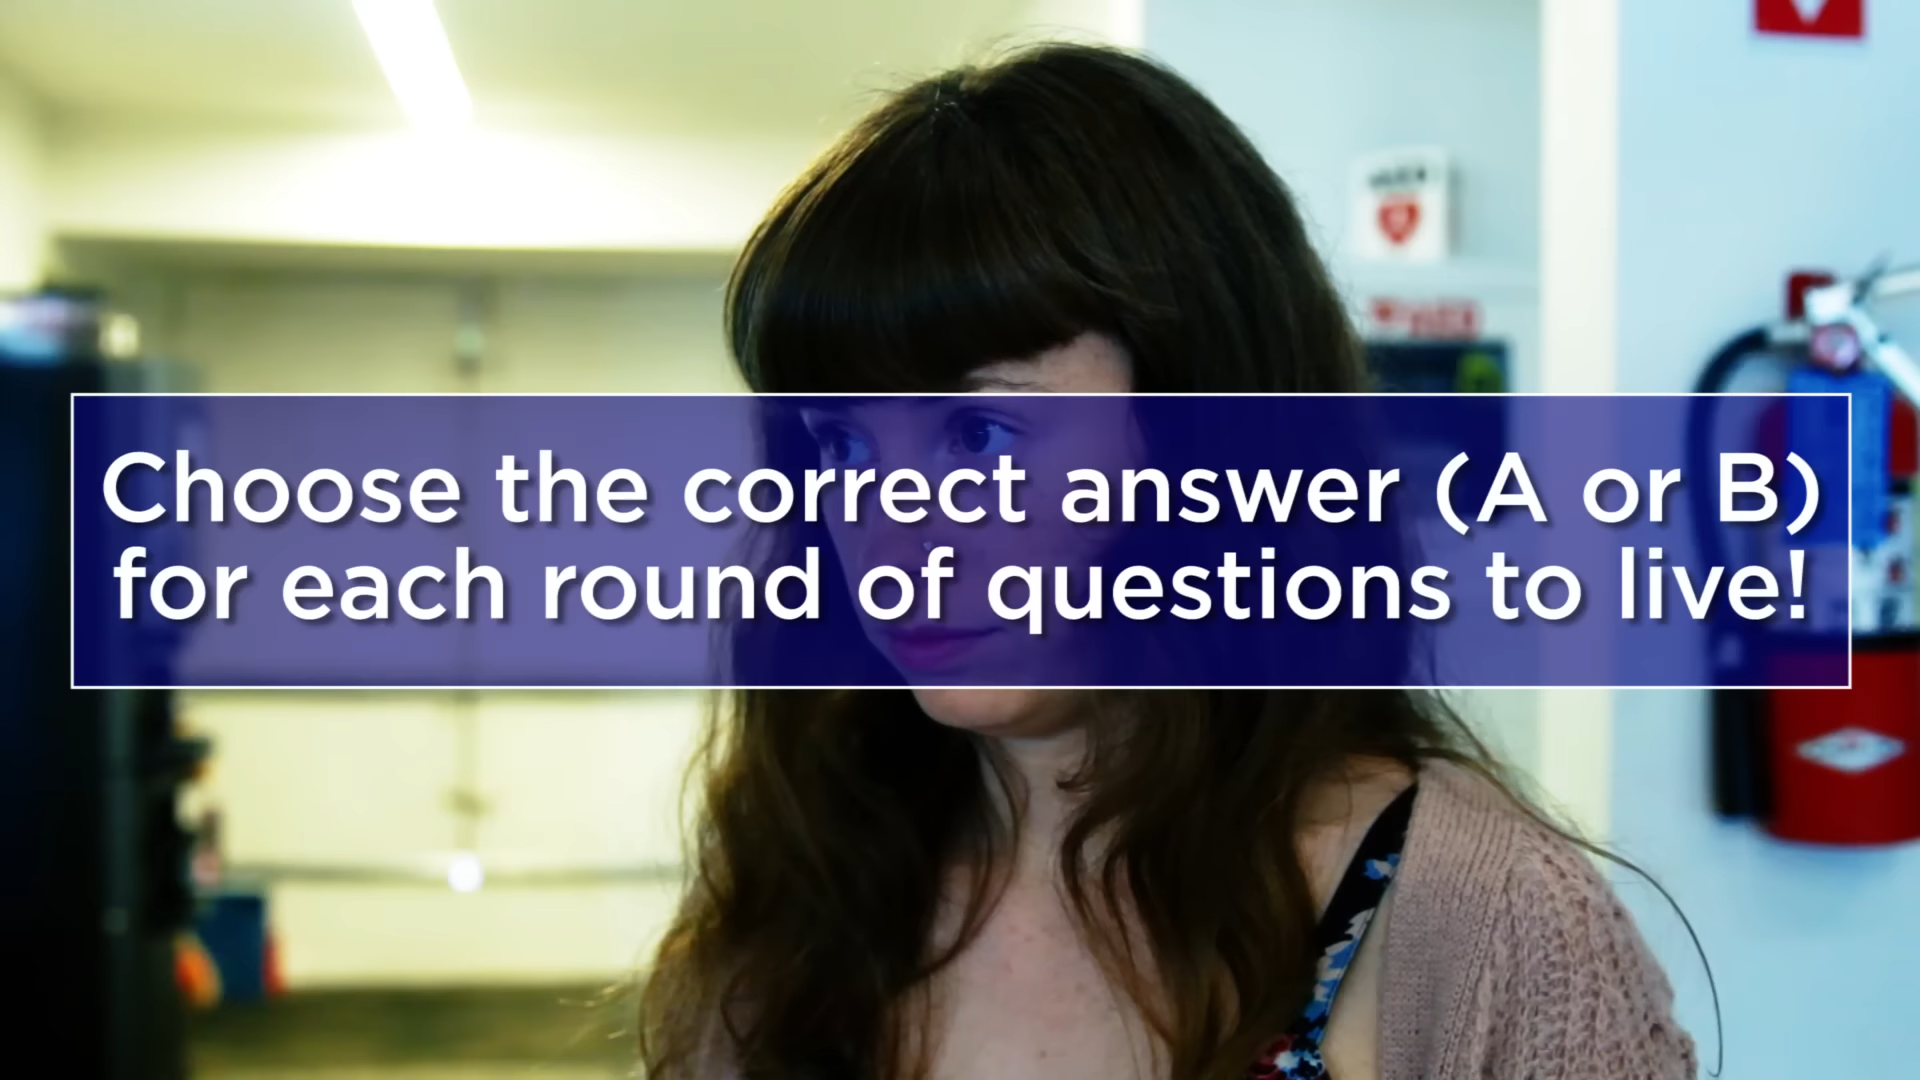 Choose the correct answer (A or B)
for each round of questions to live!